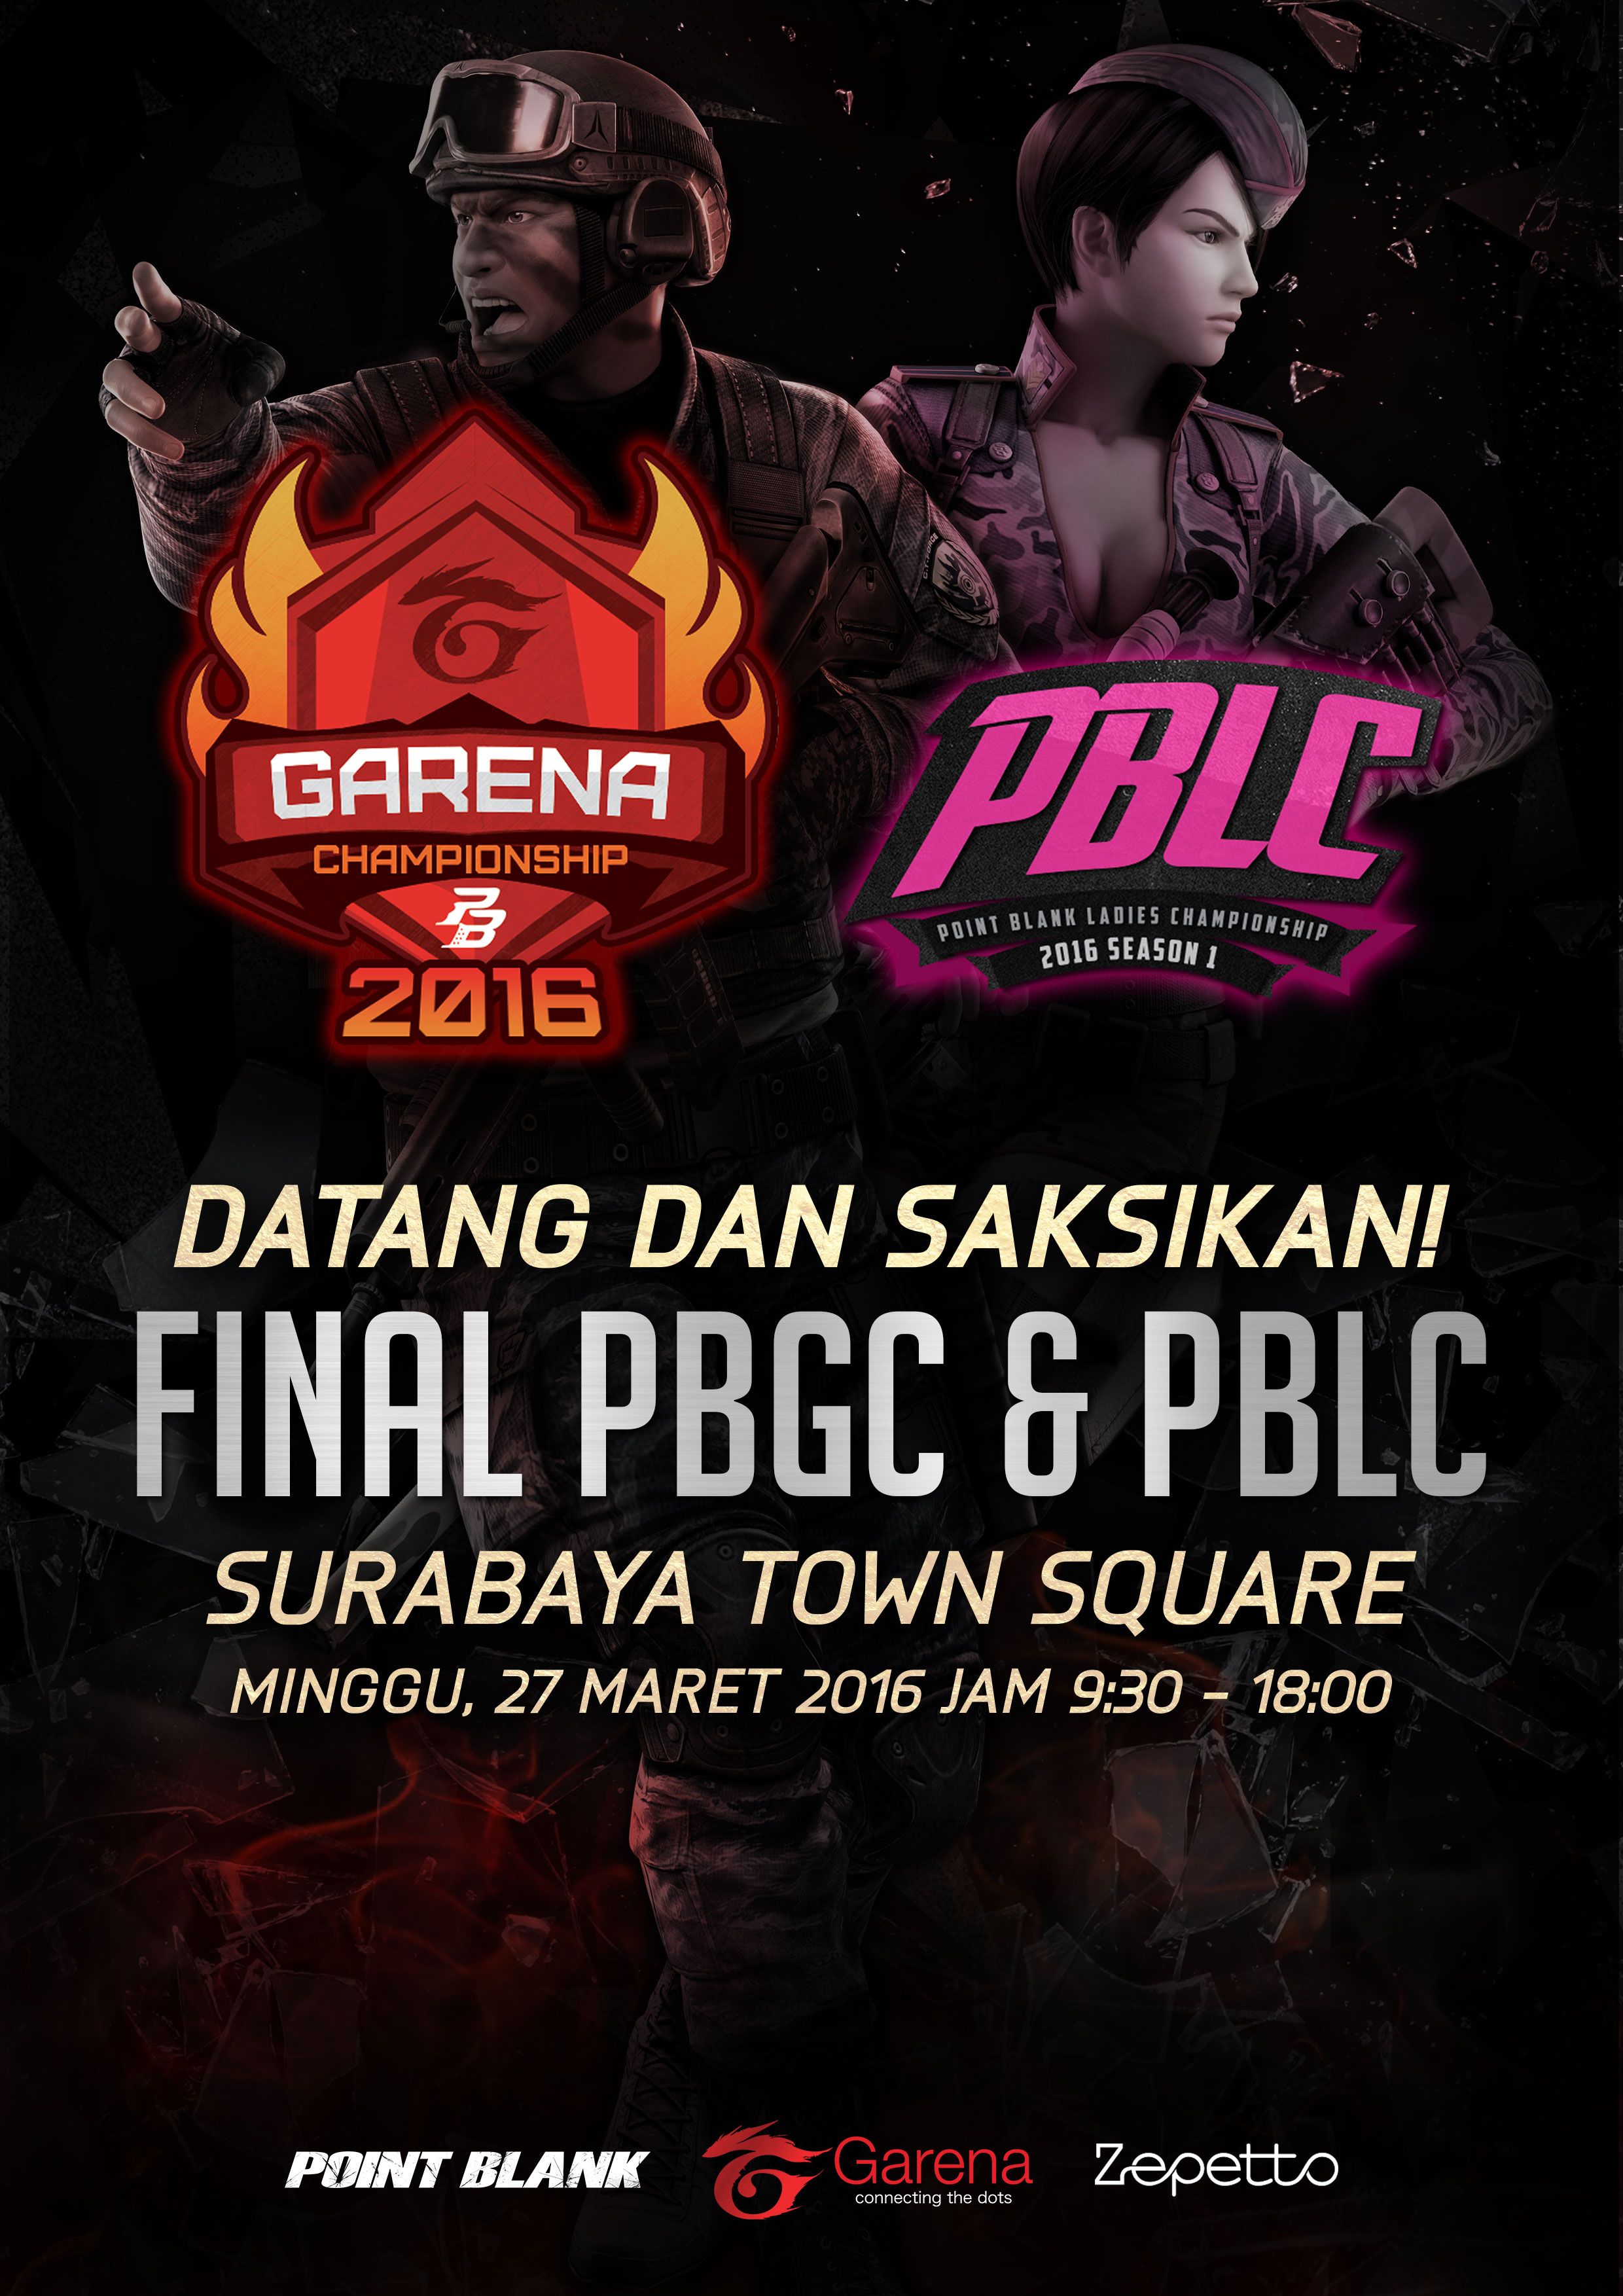 GARENA
CHAMPIONSHIP
PB
2016
PBLC
POINT BLANK LADIES CHAMPIONSHIP
2016 SEASON 1
DATANG DAN SAKSIKAN!
FINAL PBGC & PBLC
SURABAYA TOWN SQUARE
MINGGU, 27 MARET 2016 JAM 9:30 - 18:00
POINT BLANK
Garena
connecting the dots
Zepetto